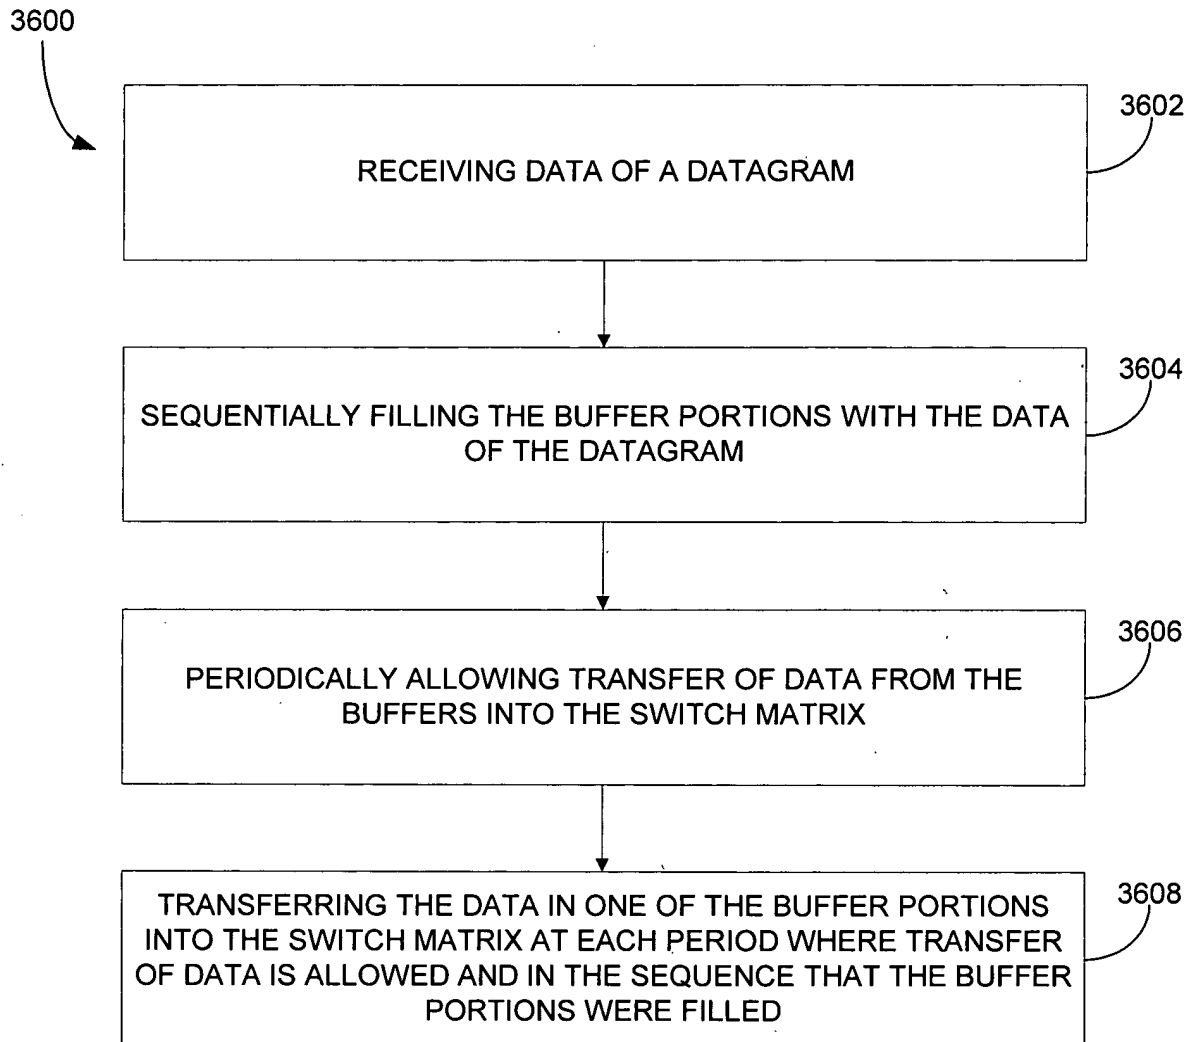 3600
3602
RECEIVING DATA OF A DATAGRAM
3604
SEQUENTIALLY FILLING THE BUFFER PORTIONS WITH THE DATA
OF THE DATAGRAM
3606
PERIODICALLY ALLOWING TRANSFER OF DATA FROM THE
BUFFERS INTO THE SWITCH MATRIX
3608
TRANSFERRING THE DATA IN ONE OF THE BUFFER PORTIONS
INTO THE SWITCH MATRIX AT EACH PERIOD WHERE TRANSFER
OF DATA IS ALLOWED AND IN THE SEQUENCE THAT THE BUFFER
PORTIONS WERE FILLED